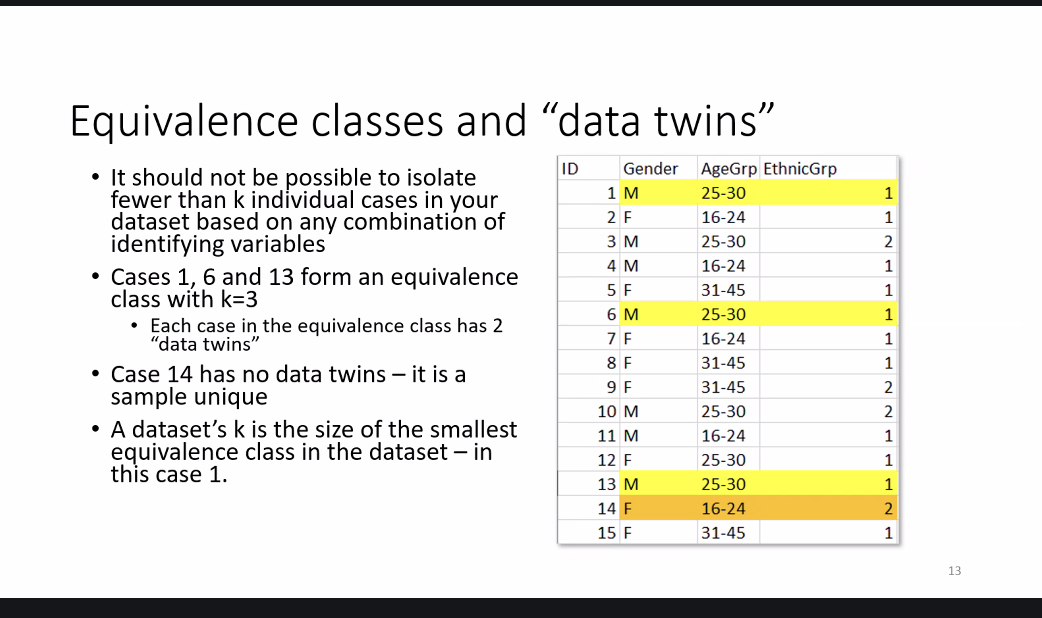 Equivalence classes and “data twins”
• It should not be possible to isolate
fewer than k individual cases in your
dataset based on any combination of
identifying variables
• Cases 1, 6 and 13 form an equivalence
class with k=3
• Each case in the equivalence class has 2
“data twins”
• Case 14 has no data twins – it is a
sample unique
• A dataset’s k is the size of the smallest
equivalence class in the dataset – in
this case 1.
ID Gender AgeGrp EthnicGrp
1 M 25-30 1
2 F 16-24 1
3 M 25-30 2
4 M 16-24 1
5 F 31-45 1
6 M 25-30 1
7 F 16-24 1
8 F 31-45 1
9 F 31-45 2
10 M 25-30 2
11 M 16-24 1
12 F 25-30 1
13 M 25-30 1
14 F 16-24 2
15 F 31-45 1
13